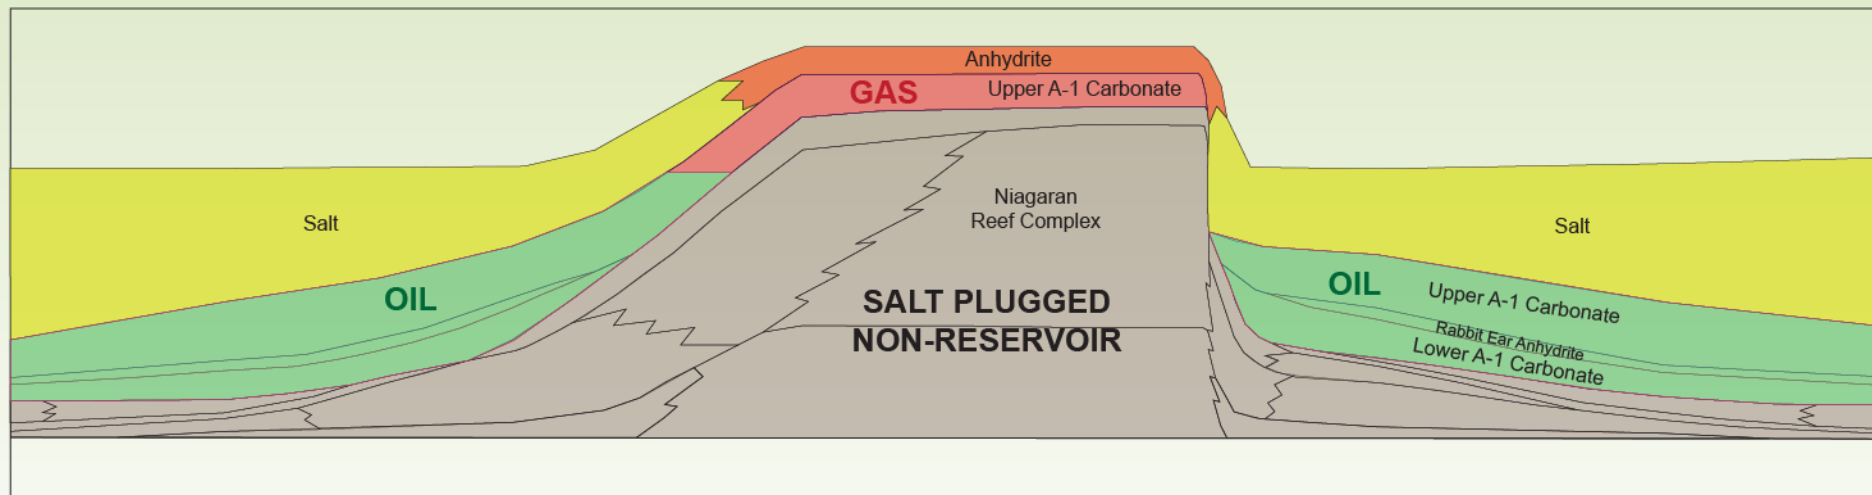 Anhydrite
GAS
Upper A-1 Carbonate
Niagaran
Reef Complex
Salt
Salt
OIL
OIL
Upper A-1 Carbonate
Rabbit Ear Anhydrite
Lower A-1 Carbonate
SALT PLUGGED
NON-RESERVOIR